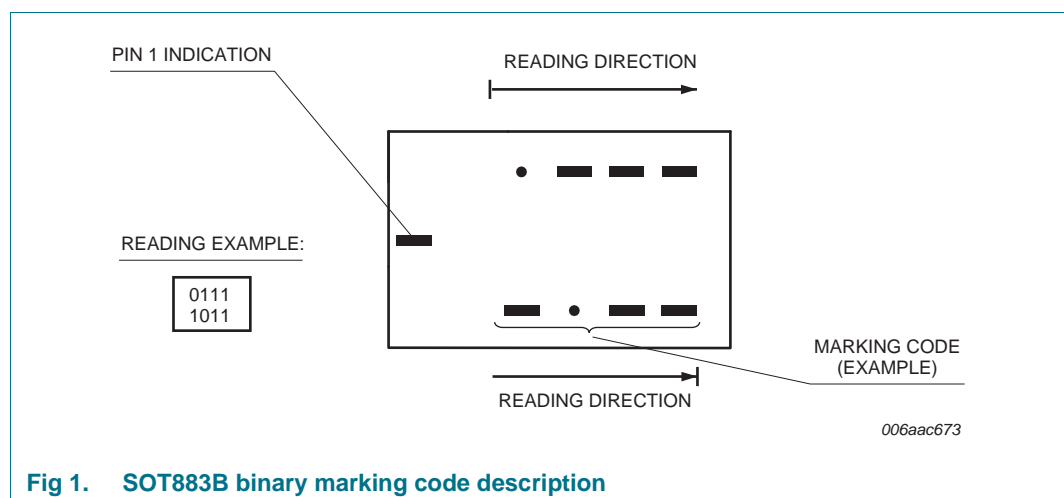 PIN 1 INDICATION
READING DIRECTION
READING EXAMPLE:
0111
1011
MARKING CODE
(EXAMPLE)
READING DIRECTION
006aac673
Fig 1. SOT883B binary marking code description